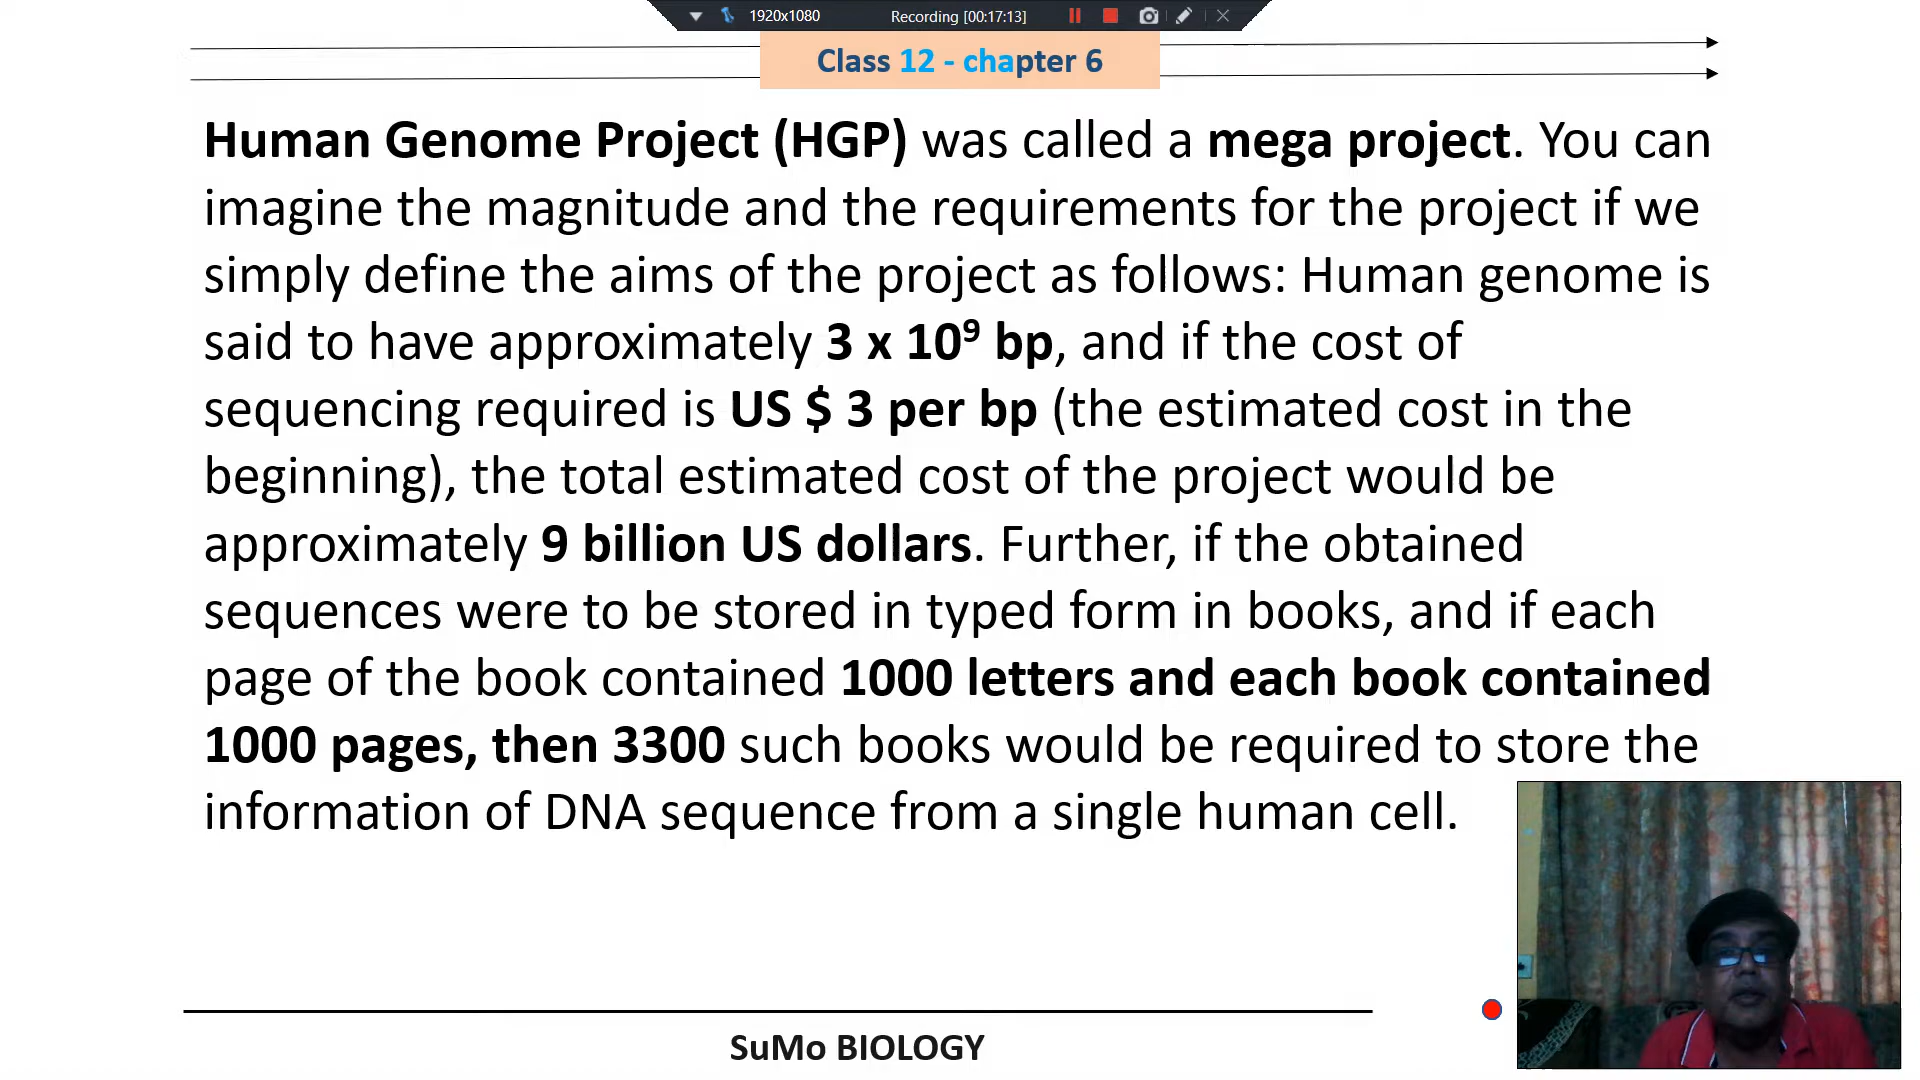 1920x1080 Recording [00:17:13]
Class 12 - chapter 6
Human Genome Project (HGP) was called a mega project. You can
imagine the magnitude and the requirements for the project if we
simply define the aims of the project as follows: Human genome is
said to have approximately 3 x 10⁹ bp, and if the cost of
sequencing required is US $ 3 per bp (the estimated cost in the
beginning), the total estimated cost of the project would be
approximately 9 billion US dollars. Further, if the obtained
sequences were to be stored in typed form in books, and if each
page of the book contained 1000 letters and each book contained
1000 pages, then 3300 such books would be required to store the
information of DNA sequence from a single human cell.
SuMo BIOLOGY